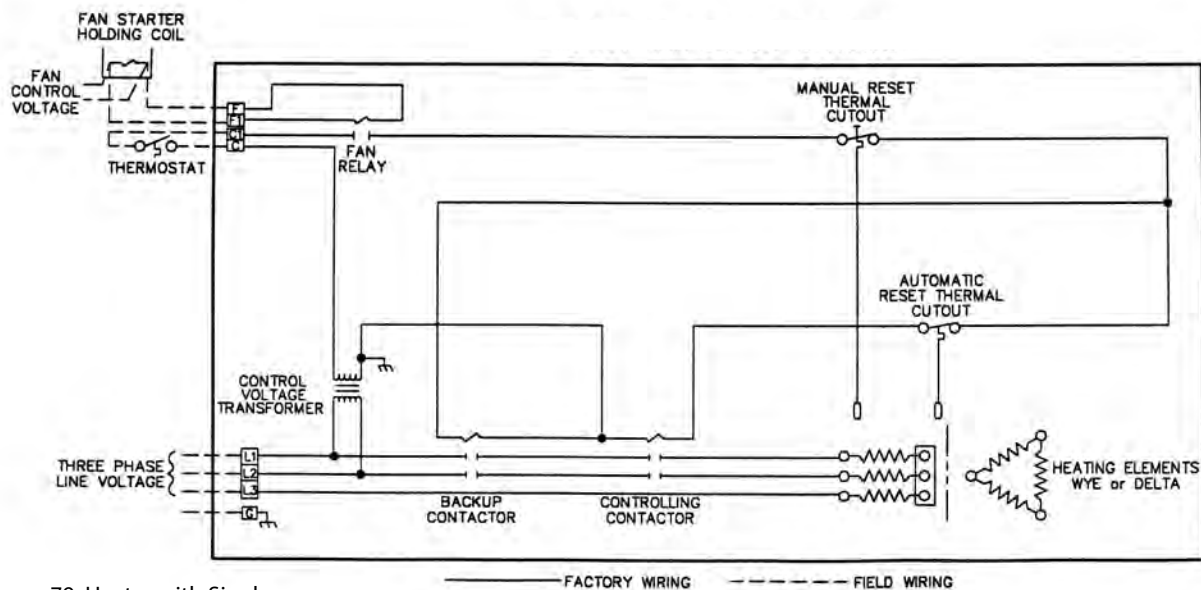 FAN STARTER
HOLDING COIL
FAN
CONTROL
VOLTAGE
F
F1
C1
C
THERMOSTAT
FAN
RELAY
MANUAL RESET
THERMAL
CUTOUT
AUTOMATIC
RESET THERMAL
CUTOUT
CONTROL
VOLTAGE
TRANSFORMER
THREE PHASE
LINE VOLTAGE
L1
L2
L3
G
BACKUP
CONTACTOR
CONTROLLING
CONTACTOR
HEATING ELEMENTS
WYE or DELTA
FACTORY WIRING
FIELD WIRING